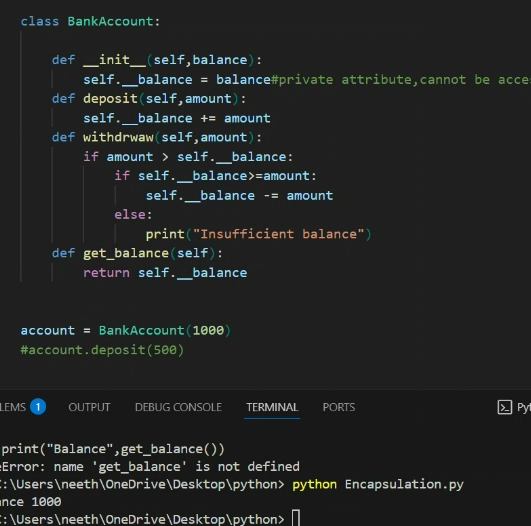 class BankAccount:
def __init__(self,balance):
self.__balance = balance#private attribute,cannot be acce
def deposit(self,amount):
self.__balance += amount
def withdrwaw(self,amount):
if amount > self.__balance:
if self.__balance>=amount:
self.__balance -= amount
else:
print("Insufficient balance")
def get_balance(self):
return self.__balance
account = BankAccount(1000)
#account.deposit(500)
LEMS 1 OUTPUT DEBUG CONSOLE TERMINAL PORTS Pyt
print("Balance",get_balance())
eError: name 'get_balance' is not defined
C:\Users\neeth\OneDrive\Desktop\python> python Encapsulation.py
ance 1000
C:\Users\neeth\OneDrive\Desktop\python>